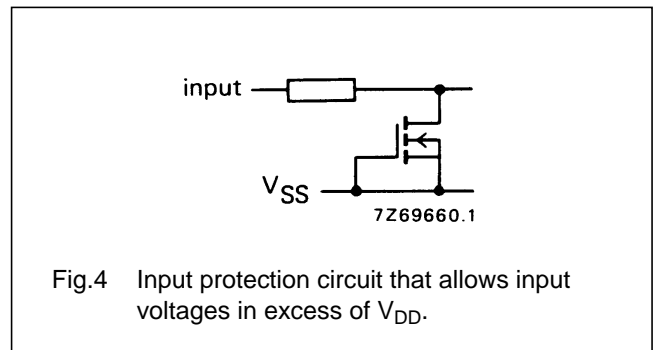 input
VSS
7Z69660.1
Fig.4 Input protection circuit that allows input
voltages in excess of VDD.